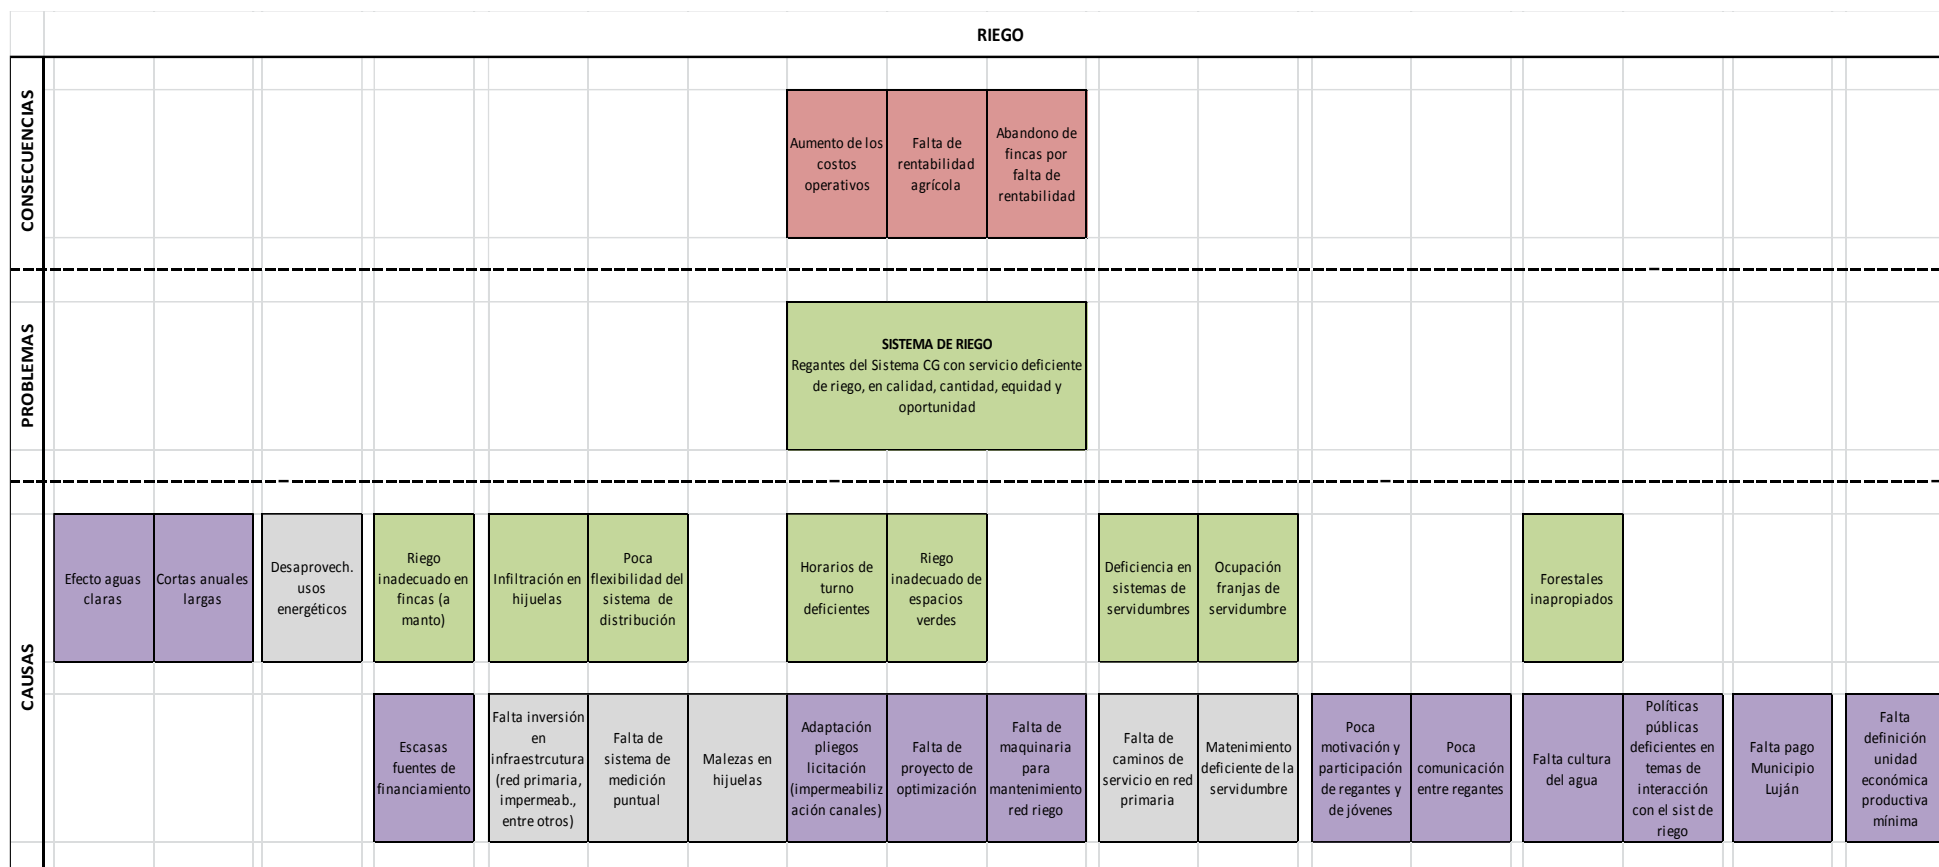 RIEGO
CONSECUENCIAS
Aumento de los
costos
operativos
Falta de
rentabilidad
agrícola
Abandono de
fincas por
falta de
rentabilidad
PROBLEMAS
SISTEMA DE RIEGO
Regantes del Sistema CG con servicio deficiente
de riego, en calidad, cantidad, equidad y
oportunidad
CAUSAS
Efecto aguas
claras
Cortas anuales
largas
Desaprovech.
usos
energéticos
Riego
inadecuado en
fincas (a
manto)
Infiltración en
hijuelas
Poca
flexibilidad del
sistema de
distribución
Horarios de
turno
deficientes
Riego
inadecuado de
espacios
verdes
Deficiencia en
sistemas de
servidumbres
Ocupación
franjas de
servidumbre
Forestales
inapropiados
Escasas
fuentes de
financiamiento
Falta inversión
en
infraestrcutura
(red primaria,
impermeab.,
entre otros)
Falta de
sistema de
medición
puntual
Malezas en
hijuelas
Adaptación
pliegos
licitación
(impermeabiliz
ación canales)
Falta de
proyecto de
optimización
Falta de
maquinaria
para
mantenimiento
red riego
Falta de
caminos de
servicio en red
primaria
Matenimiento
deficiente de la
servidumbre
Poca
motivación y
participación
de regantes y
de jóvenes
Poca
comunicación
entre regantes
Falta cultura
del agua
Políticas
públicas
deficientes en
temas de
interacción
con el sist de
riego
Falta pago
Municipio
Luján
Falta
definición
unidad
económica
productiva
mínima